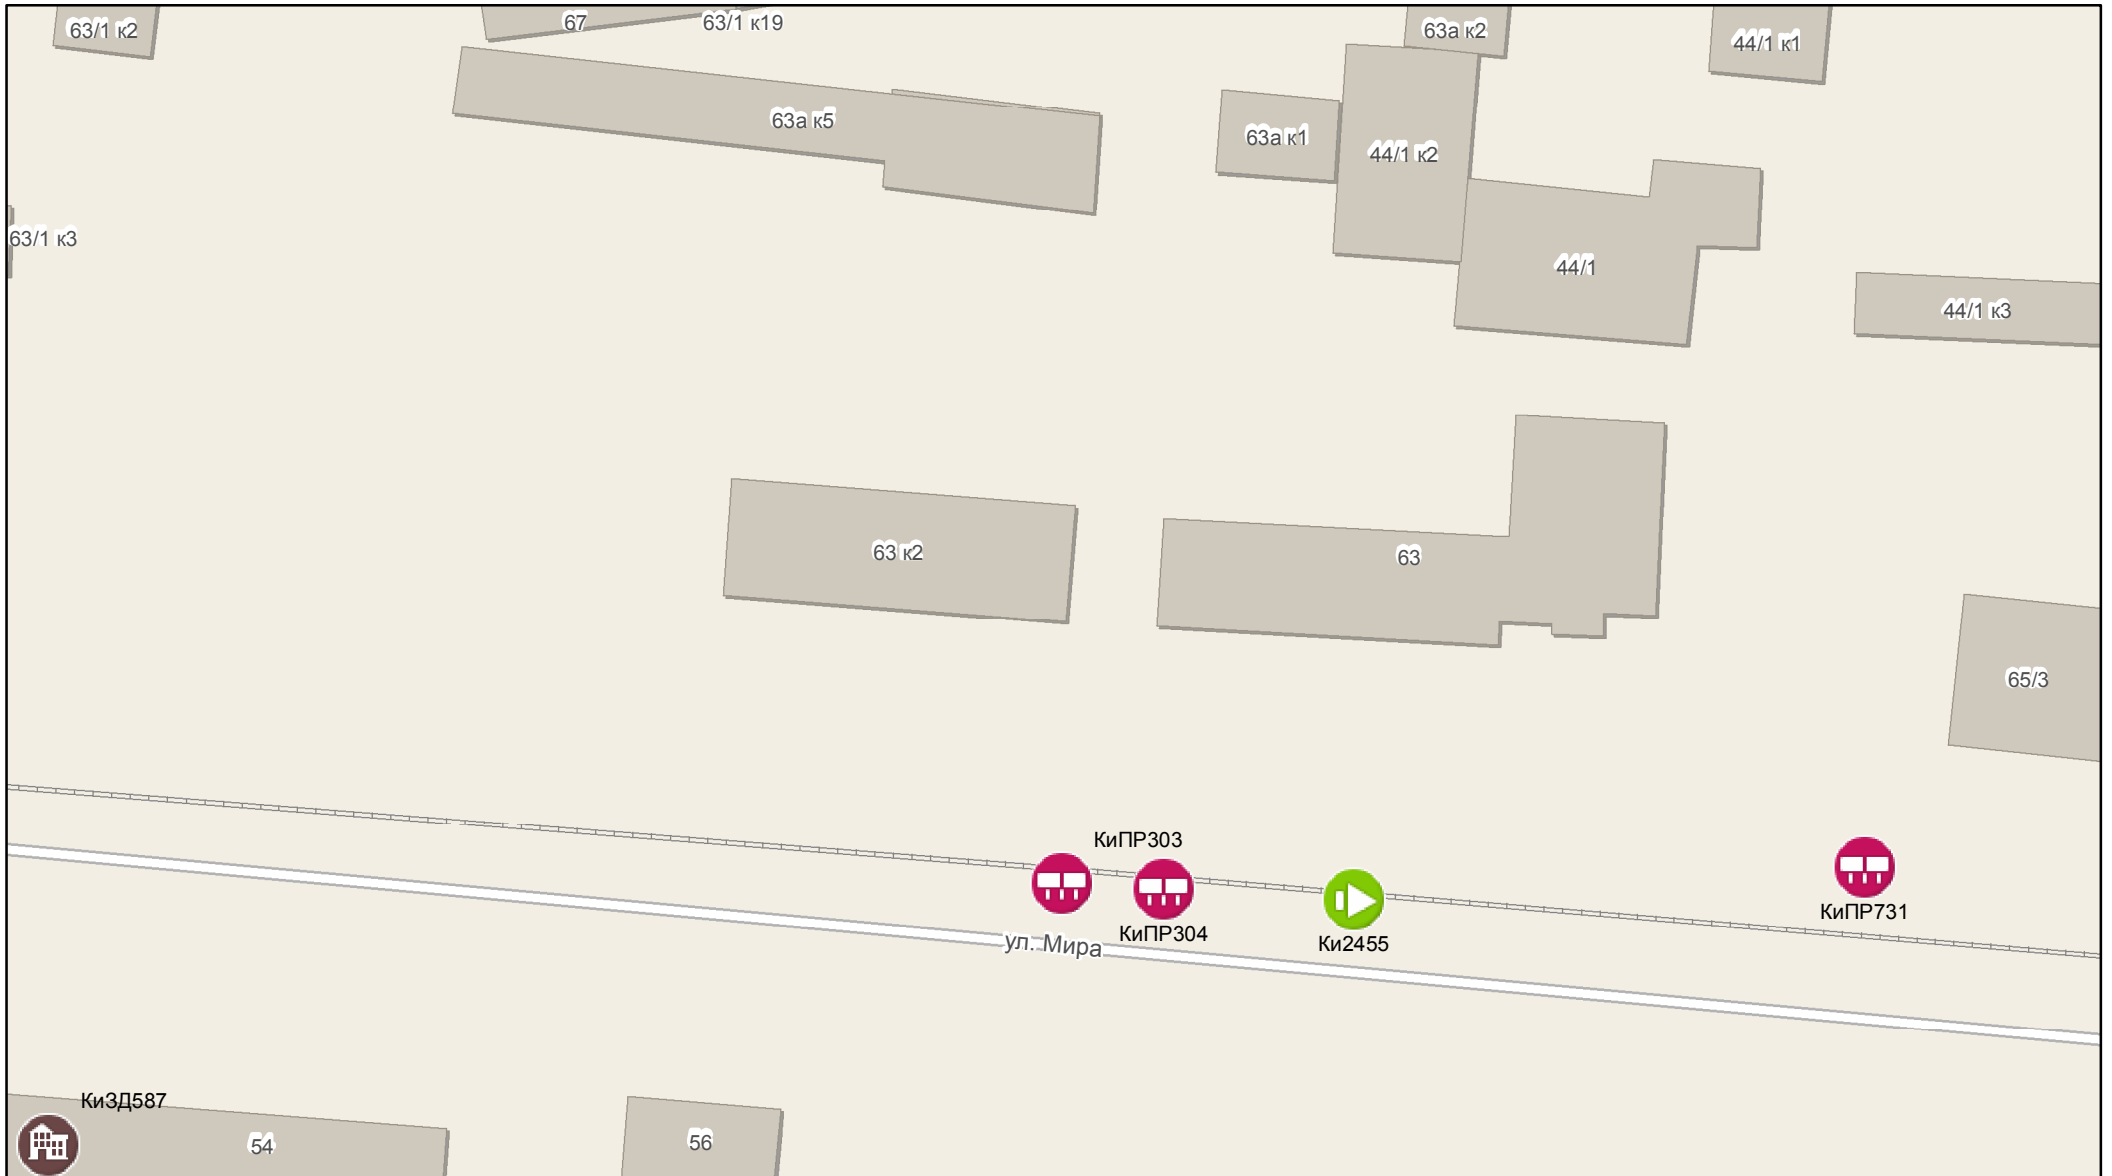 63/1 к2
67
63/1 к19
63а к2
44/1 к1
63а к5
63а к1
44/1 к2
63/1 к3
44/1
44/1 к3
63 к2
63
65/3
КиПР303
КиПР304
Ки2455
КиПР731
ул. Мира
КиЗД587
54
56